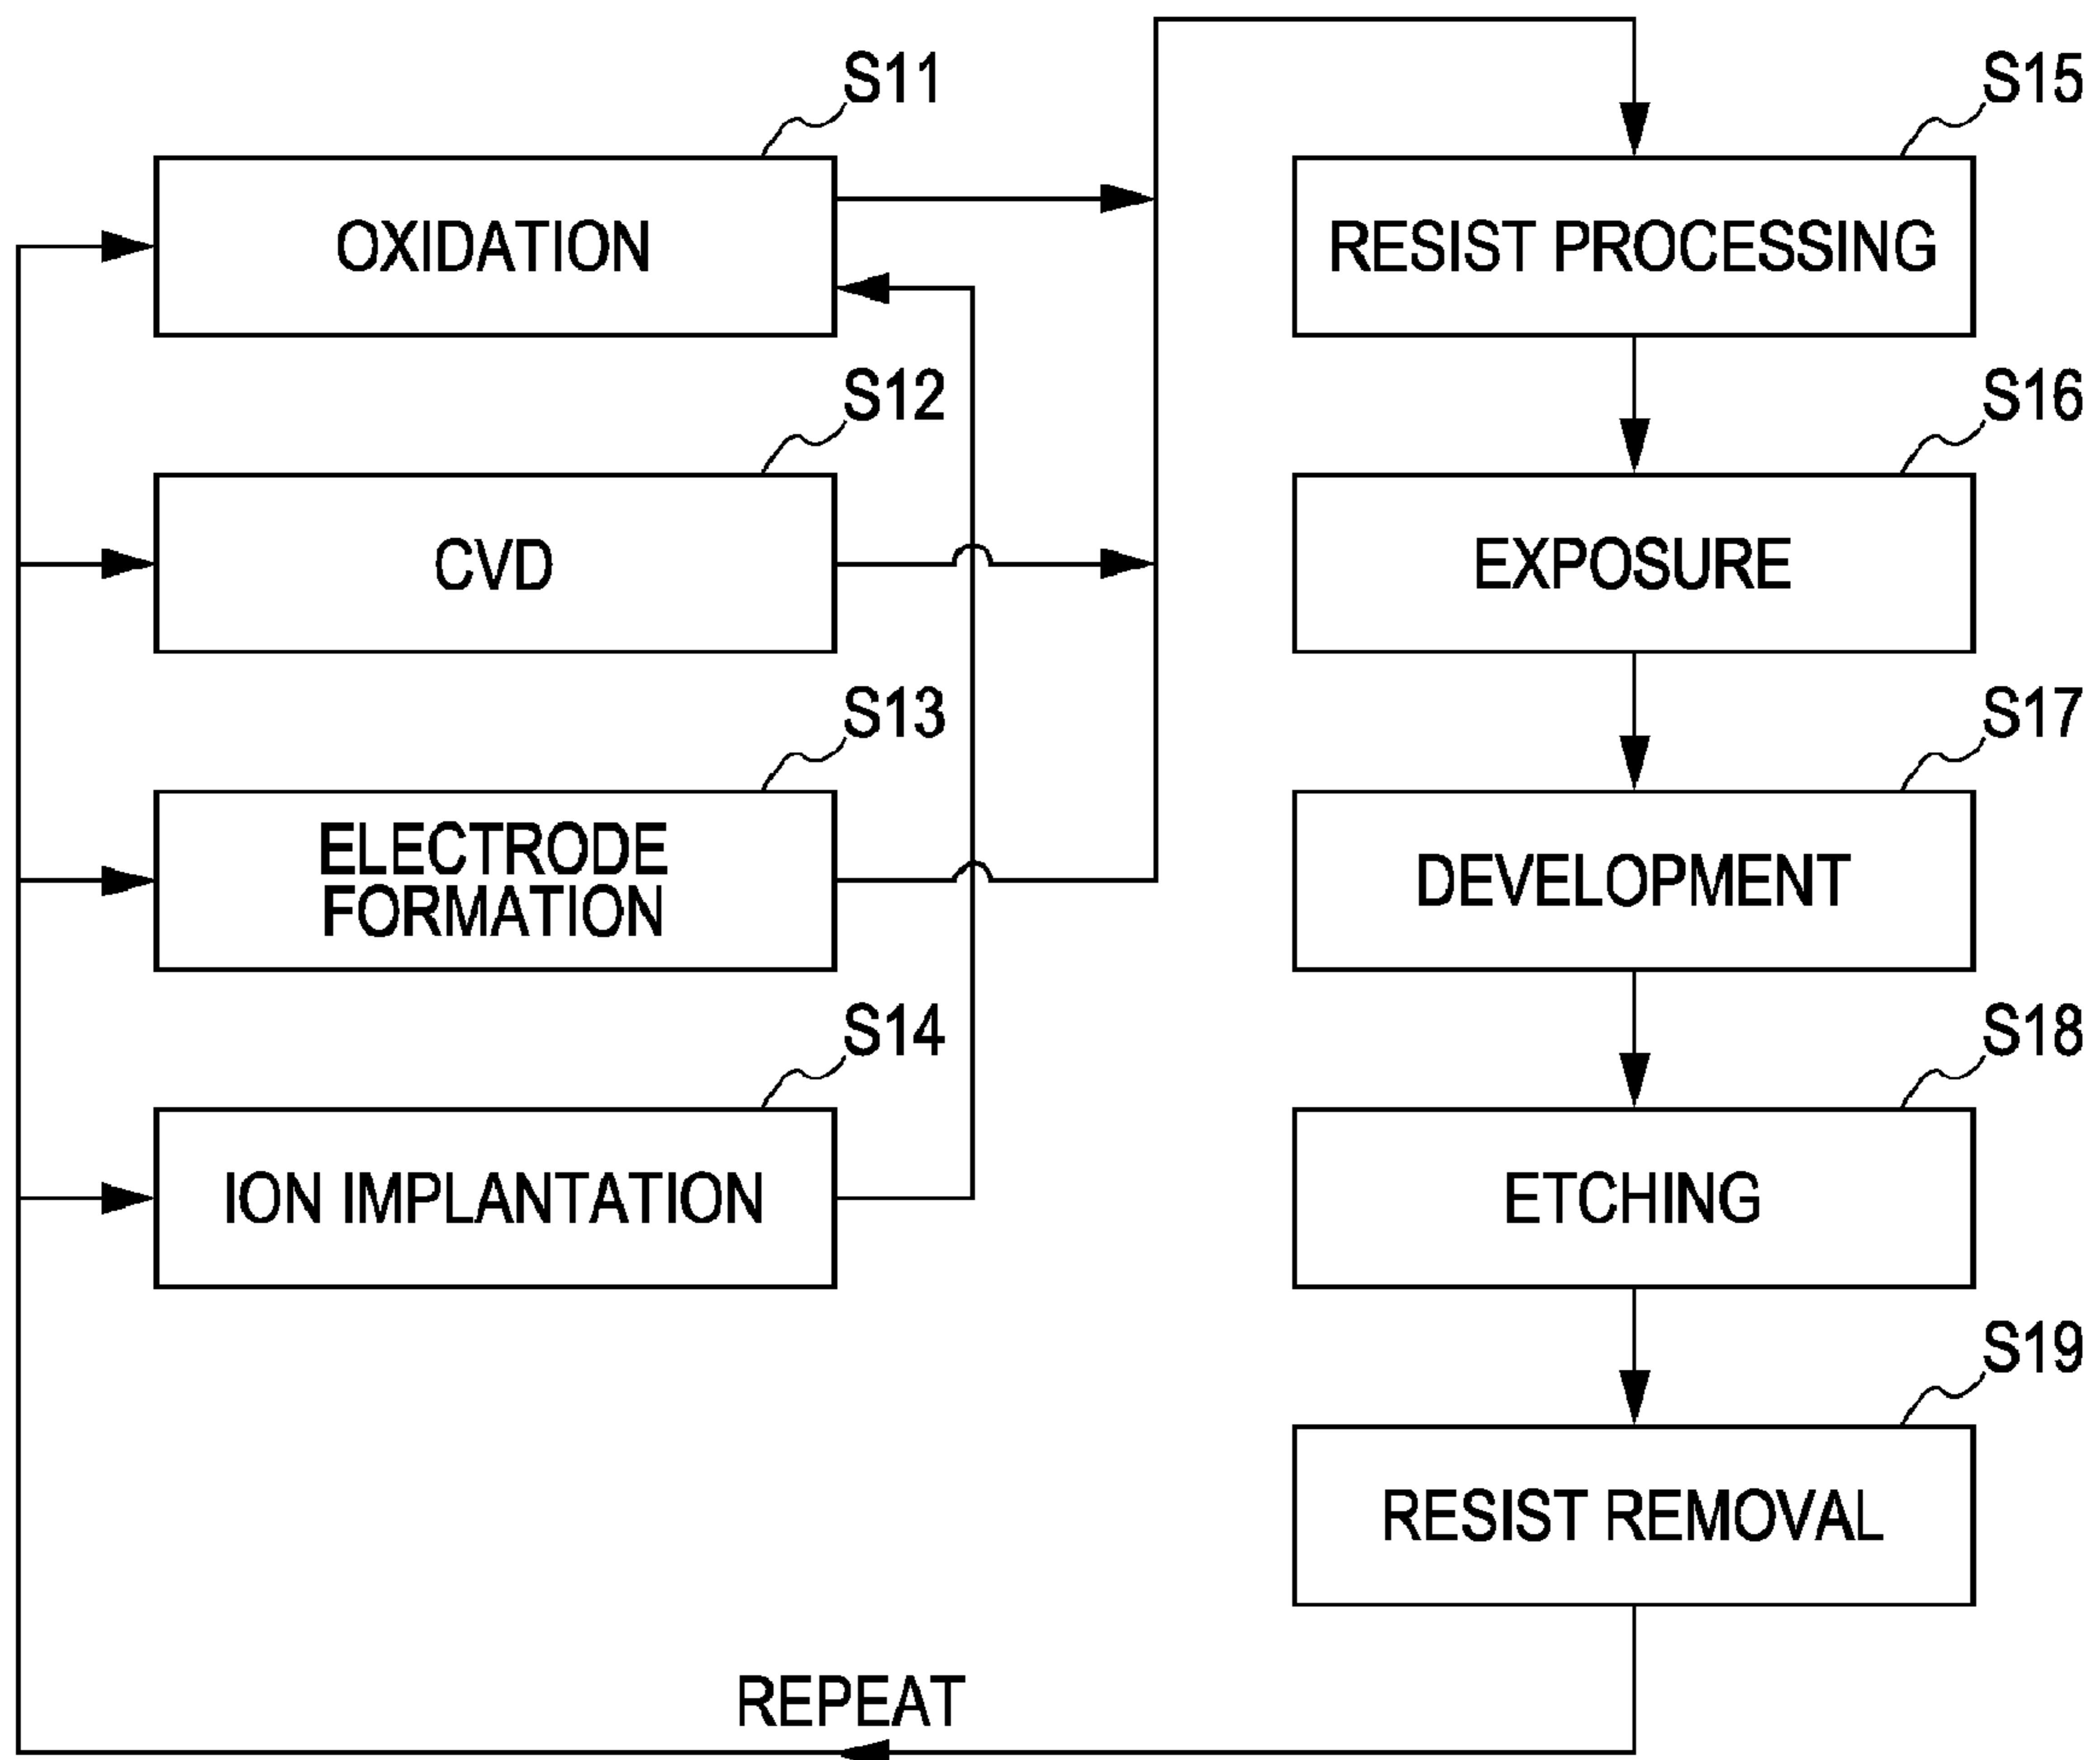 S11
OXIDATION
S12
CVD
S13
ELECTRODE
FORMATION
S14
ION IMPLANTATION
S15
RESIST PROCESSING
S16
EXPOSURE
S17
DEVELOPMENT
S18
ETCHING
S19
RESIST REMOVAL
REPEAT